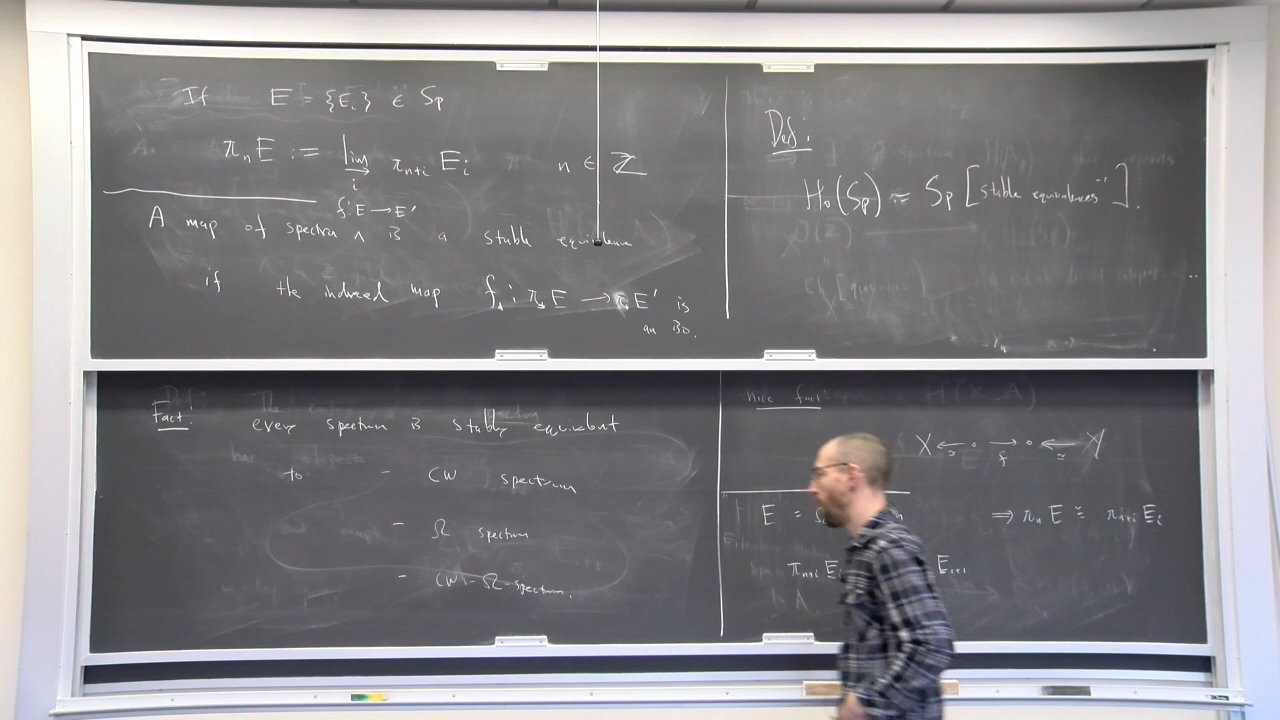 If E = {E_i} ∈ Sp
π_n E := lim→_i π_{n+i} E_i n ∈ ℤ
f: E → E'
A map of spectra ∧ is a stable equivalence
if the induced map f_* : π_* E → π_* E' is
an iso.
Def:
Ho(Sp) = Sp [stable equivalences⁻¹].
Fact: every spectrum is stably equivalent
to - CW spectrum
- Ω spectrum
- CW-Ω-spectrum.
nice fact:
X ←≃ ∘ →f ∘ ←≃ Y
E = ⇒ π_n E ≅ π_{n+i} E_i
π_{n+i} E_i E_{i+1}